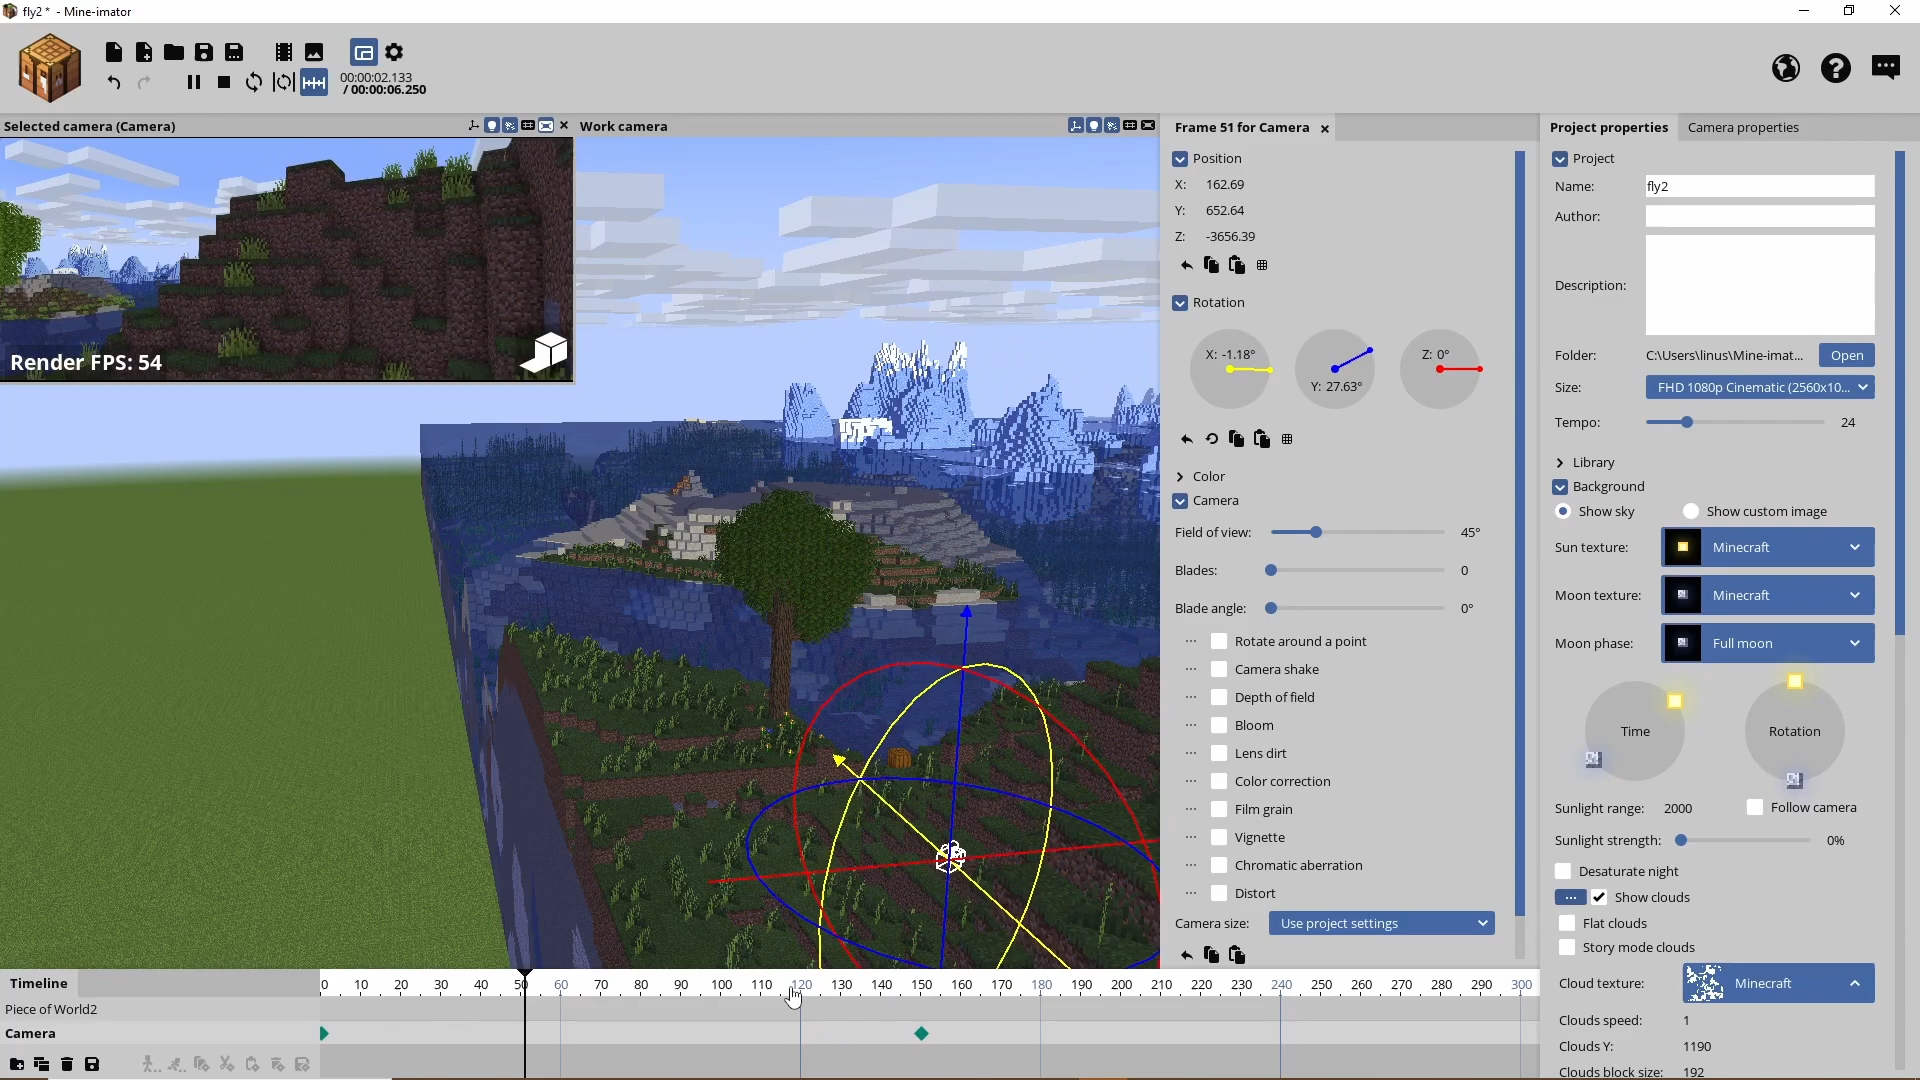 fly2 * - Mine-imator
00:00:02.133
/ 00:00:06.250
Selected camera (Camera)
Render FPS: 54
Work camera
Frame 51 for Camera
Position
X: 162.69
Y: 652.64
Z: -3656.39
Rotation
X: -1.18°
Y: 27.63°
Z: 0°
Color
Camera
Field of view: 45°
Blades: 0
Blade angle: 0°
Rotate around a point
Camera shake
Depth of field
Bloom
Lens dirt
Color correction
Film grain
Vignette
Chromatic aberration
Distort
Camera size: Use project settings
Project properties Camera properties
Project
Name: fly2
Author:
Description:
Folder: C:\Users\linus\Mine-imat... Open
Size: FHD 1080p Cinematic (2560x10...
Tempo: 24
Library
Background
Show sky Show custom image
Sun texture: Minecraft
Moon texture: Minecraft
Moon phase: Full moon
Time Rotation
Sunlight range: 2000 Follow camera
Sunlight strength: 0%
Desaturate night
Show clouds
Flat clouds
Story mode clouds
Cloud texture: Minecraft
Clouds speed: 1
Clouds Y: 1190
Clouds block size: 192
Timeline
0 10 20 30 40 50 60 70 80 90 100 110 120 130 140 150 160 170 180 190 200 210 220 230 240 250 260 270 280 290 300
Piece of World2
Camera